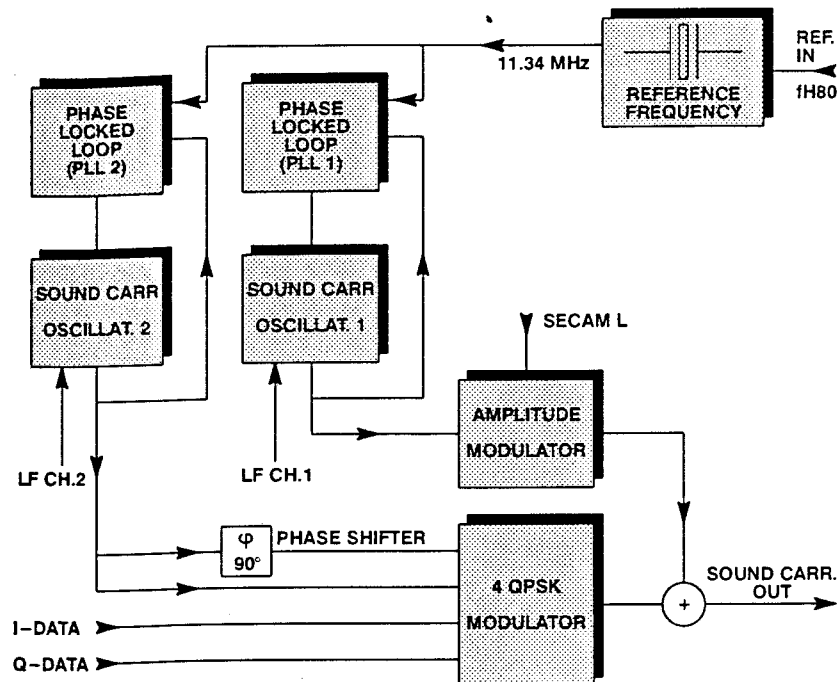 REF.
IN
fH80
11.34 MHz
REFERENCE
FREQUENCY
PHASE
LOCKED
LOOP
(PLL 2)
PHASE
LOCKED
LOOP
(PLL 1)
SOUND CARR
OSCILLAT. 2
SOUND CARR
OSCILLAT. 1
SECAM L
AMPLITUDE
MODULATOR
LF CH.2
LF CH.1
φ
90°
PHASE SHIFTER
4 QPSK
MODULATOR
SOUND CARR.
OUT
+
I-DATA
Q-DATA